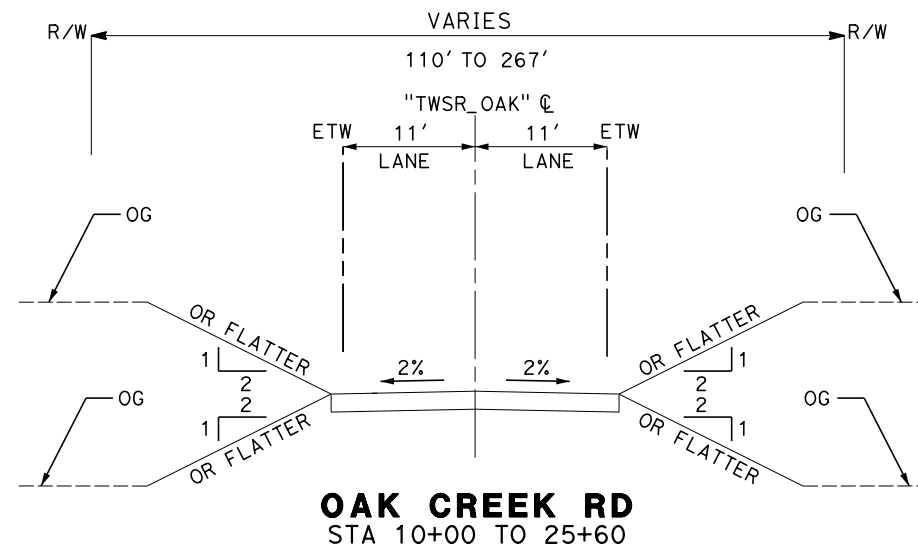 VARIES
R/W R/W
110' TO 267'
"TWSR_OAK" ℄
ETW 11' 11' ETW
LANE LANE
OG OG
OR FLATTER OR FLATTER
1 2 2% 2% 2 1
OG OG
1 2 2 1
OR FLATTER OR FLATTER
OAK CREEK RD
STA 10+00 TO 25+60